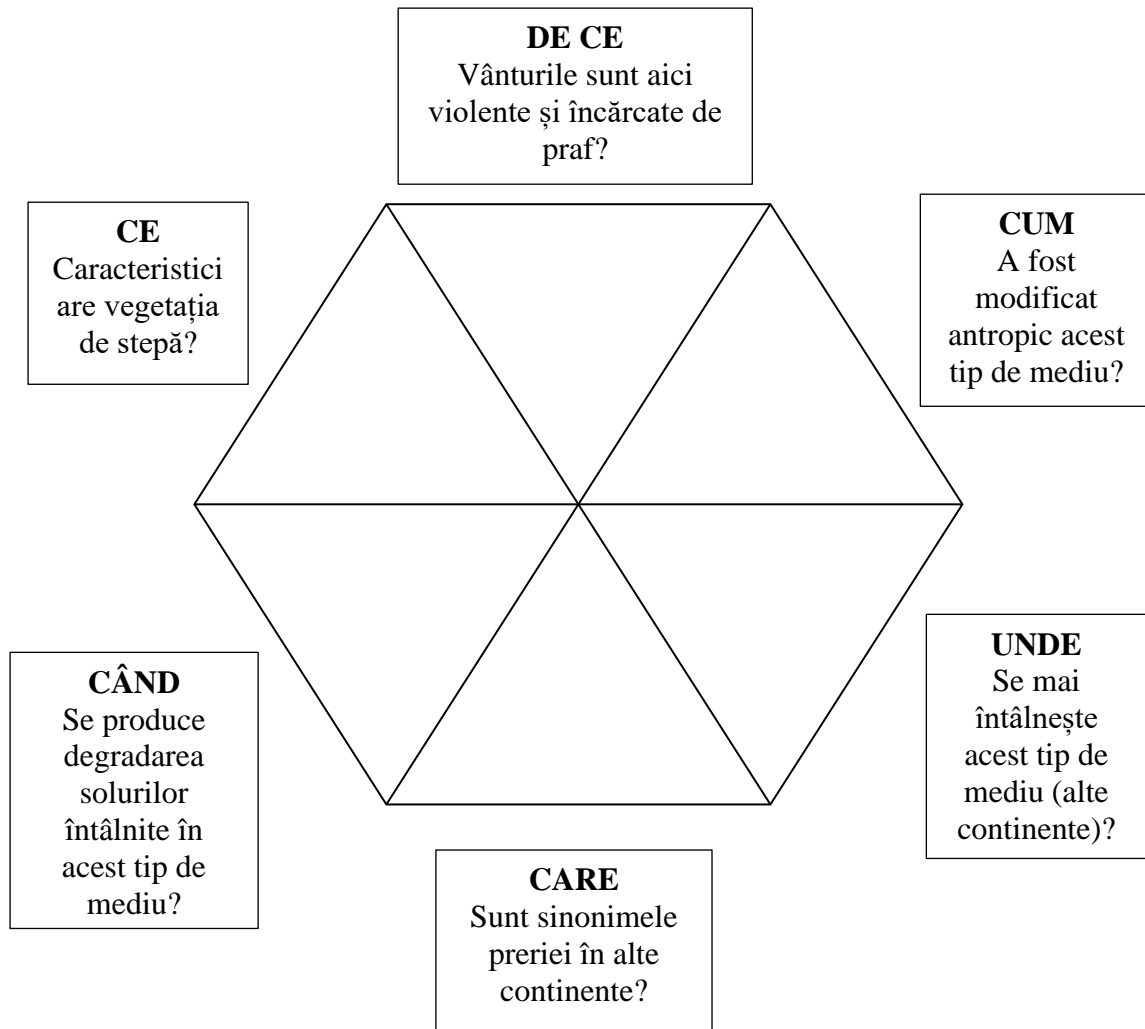 DE CE
Vânturile sunt aici
violente și încărcate de
praf?
CE
Caracteristici
are vegetația
de stepă?
CUM
A fost
modificat
antropic acest
tip de mediu?
CÂND
Se produce
degradarea
solurilor
întâlnite în
acest tip de
mediu?
UNDE
Se mai
întâlnește
acest tip de
mediu (alte
continente)?
CARE
Sunt sinonimele
preriei în alte
continente?